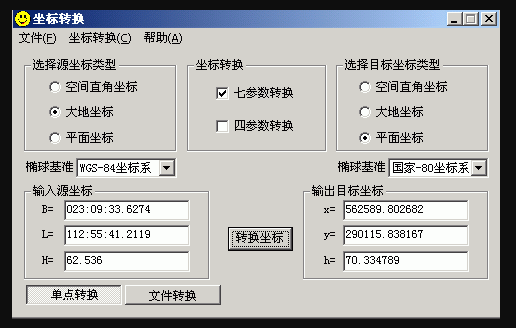 坐标转换
文件(F) 坐标转换(C) 帮助(A)
选择源坐标类型 坐标转换 选择目标坐标类型
空间直角坐标 七参数转换 空间直角坐标
大地坐标 四参数转换 大地坐标
平面坐标 平面坐标
椭球基准 WGS-84坐标系 椭球基准 国家-80坐标系
输入源坐标 输出目标坐标
B= 023:09:33.6274 x= 562589.802682
L= 112:55:41.2119 转换坐标 y= 290115.838167
H= 62.536 h= 70.334789
单点转换 文件转换